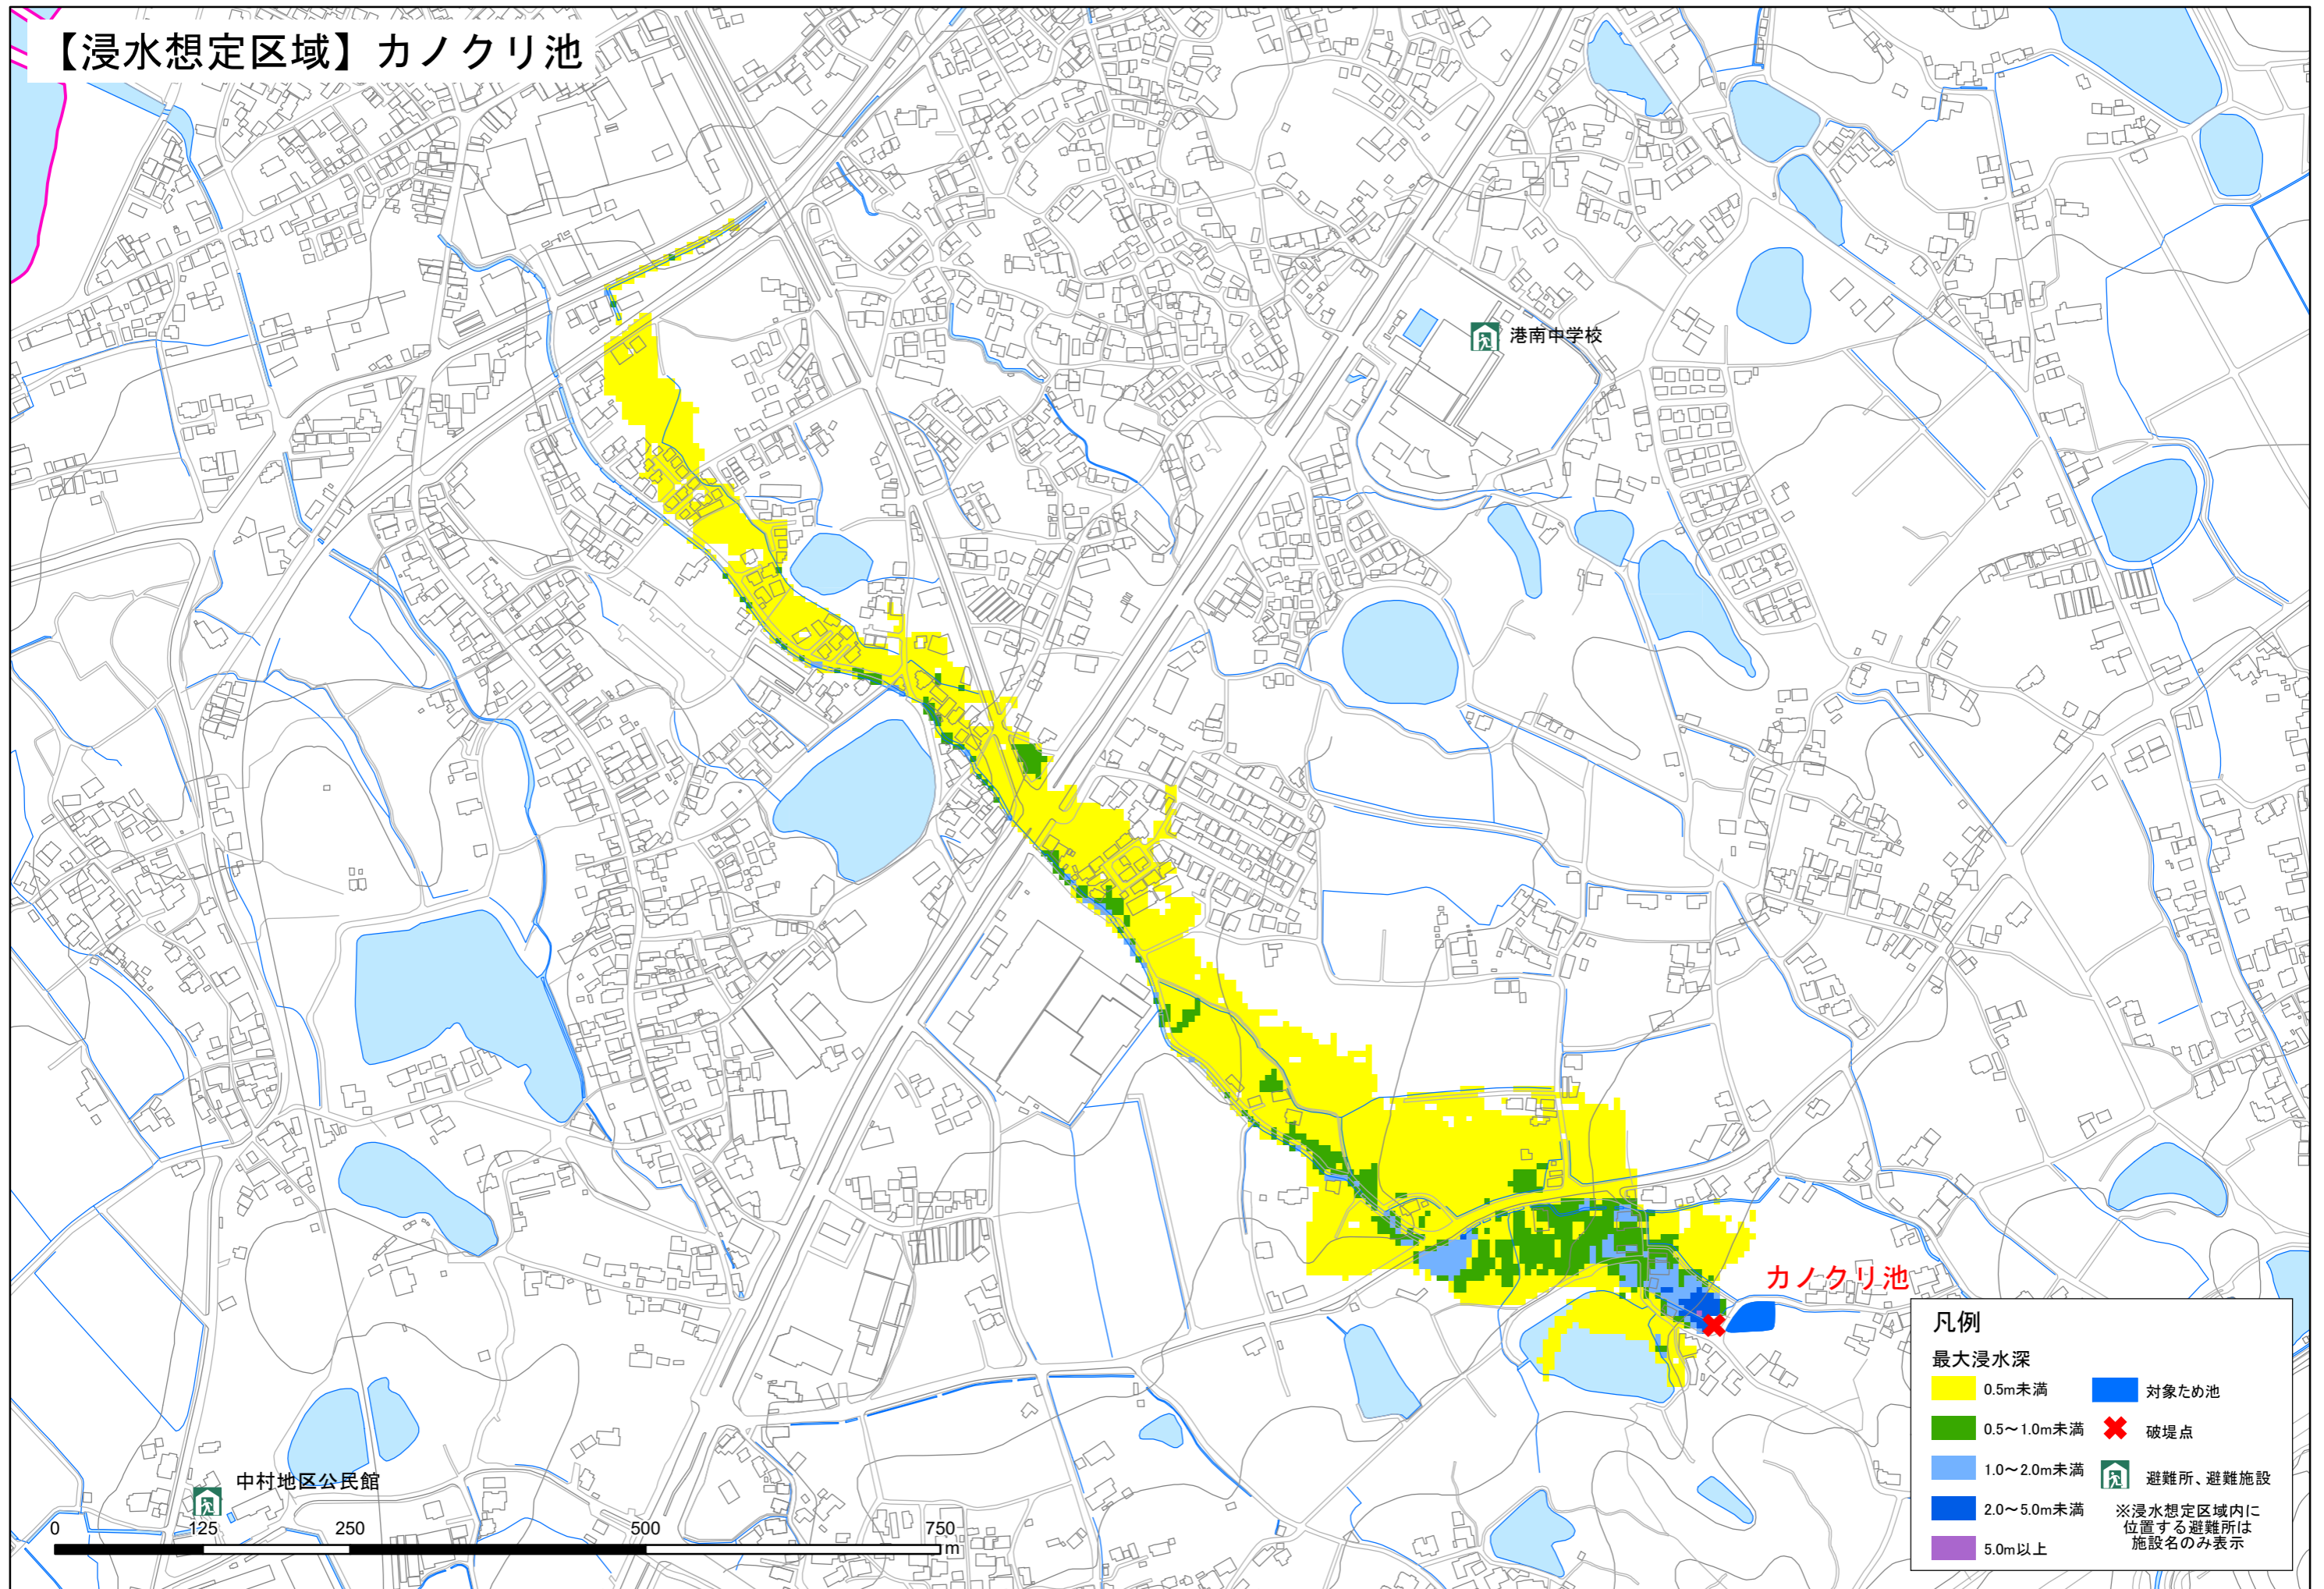 【浸水想定区域】カノクリ池
港南中学校
カノクリ池
中村地区公民館
0 125 250 500 750
m
凡例
最大浸水深
0.5m未満
0.5～1.0m未満
1.0～2.0m未満
2.0～5.0m未満
5.0m以上
対象ため池
破堤点
避難所、避難施設
※浸水想定区域内に
位置する避難所は
施設名のみ表示